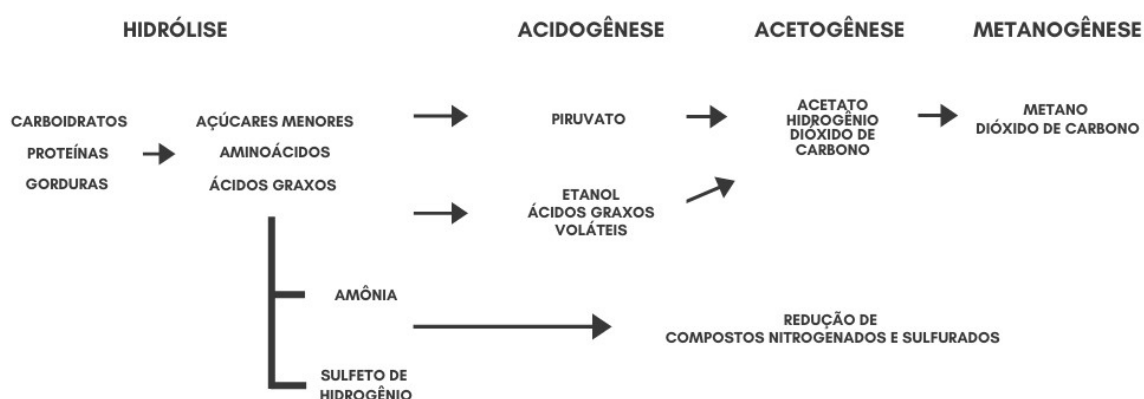 HIDRÓLISE
ACIDOGÊNESE
ACETOGÊNESE
METANOGÊNESE
CARBOIDRATOS
PROTEÍNAS
GORDURAS
AÇÚCARES MENORES
AMINOÁCIDOS
ÁCIDOS GRAXOS
PIRUVATO
ETANOL
ÁCIDOS GRAXOS
VOLÁTEIS
ACETATO
HIDROGÊNIO
DIÓXIDO DE
CARBONO
METANO
DIÓXIDO DE CARBONO
AMÔNIA
SULFETO DE
HIDROGÊNIO
REDUÇÃO DE
COMPOSTOS NITROGENADOS E SULFURADOS